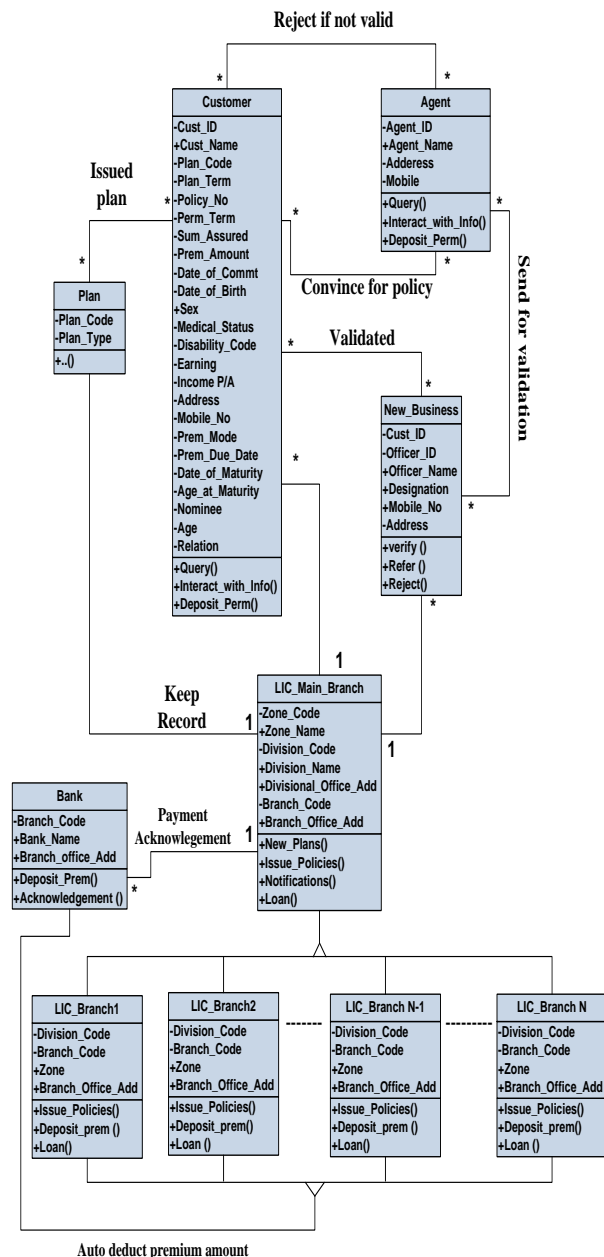 Reject if not valid
*
*
Customer
-Cust_ID
+Cust_Name
-Plan_Code
-Plan_Term
-Policy_No
-Perm_Term
-Sum_Assured
-Prem_Amount
-Date_of_Commt
-Date_of_Birth
+Sex
-Medical_Status
-Disability_Code
-Earning
-Income P/A
-Address
-Mobile_No
-Prem_Mode
-Prem_Due_Date
-Date_of_Maturity
-Age_at_Maturity
-Nominee
-Age
-Relation
+Query()
+Interact_with_Info()
+Deposit_Perm()
Agent
-Agent_ID
+Agent_Name
-Adderess
-Mobile
+Query()
+Interact_with_Info()
+Deposit_Perm()
Issued
plan
*
*
*
*
Convince for policy
*
Send for validation
*
Plan
-Plan_Code
-Plan_Type
+..()
Validated
*
*
New_Business
-Cust_ID
-Officer_ID
+Officer_Name
+Designation
+Mobile_No
-Address
+verify ()
+Refer ()
+Reject()
*
*
1
1
Keep
Record
1
LIC_Main_Branch
-Zone_Code
+Zone_Name
-Division_Code
+Division_Name
+Divisional_Office_Add
-Branch_Code
+Branch_Office_Add
+New_Plans()
+Issue_Policies()
+Notifications()
+Loan()
Bank
-Branch_Code
+Bank_Name
+Branch_office_Add
+Deposit_Prem()
+Acknowledgement ()
Payment
Acknowlegement
1
*
LIC_Branch1
-Division_Code
-Branch_Code
+Zone
+Branch_Office_Add
+Issue_Policies()
+Deposit_prem ()
+Loan()
LIC_Branch2
-Division_Code
-Branch_Code
+Zone
+Branch_Office_Add
+Issue_Policies()
+Deposit_prem()
+Loan ()
LIC_Branch N-1
-Division_Code
-Branch_Code
+Zone
+Branch_Office_Add
+Issue_Policies()
+Deposit_prem ()
+Loan()
LIC_Branch N
-Division_Code
-Branch_Code
+Zone
+Branch_Office_Add
+Issue_Policies()
+Deposit_prem()
+Loan ()
Auto deduct premium amount